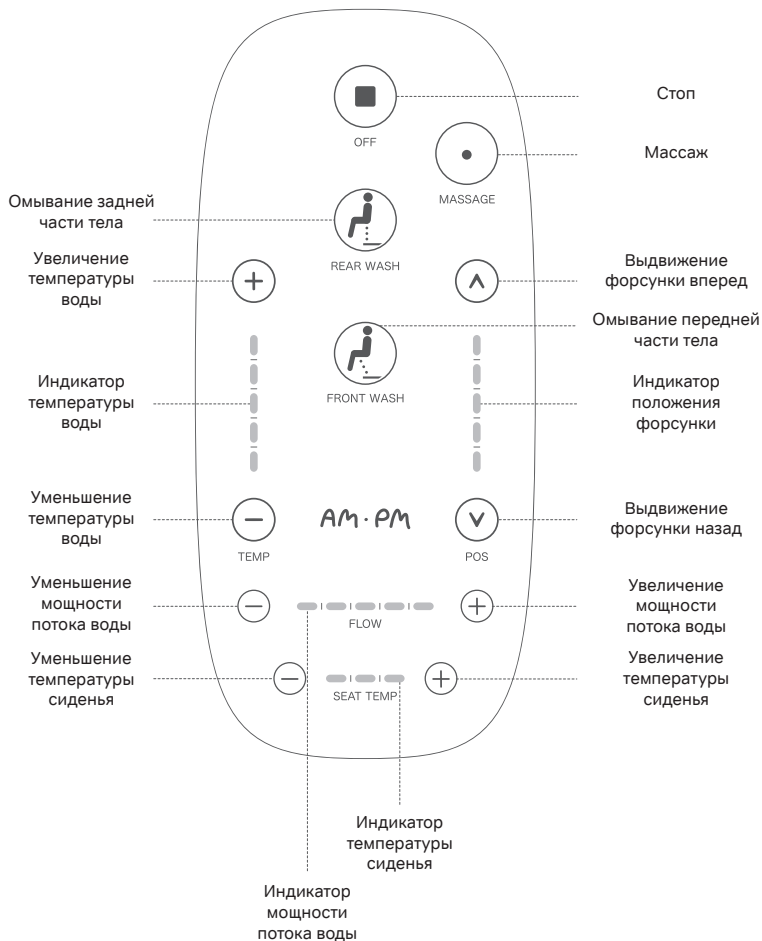 Стоп
OFF
Массаж
MASSAGE
Омывание задней
части тела
REAR WASH
Увеличение
температуры
воды
Выдвижение
форсунки вперед
Омывание передней
части тела
FRONT WASH
Индикатор
температуры
воды
Индикатор
положения
форсунки
Уменьшение
температуры
воды
AM·PM
Выдвижение
форсунки назад
TEMP
POS
Уменьшение
мощности
потока воды
FLOW
Увеличение
мощности
потока воды
Уменьшение
температуры
сиденья
SEAT TEMP
Увеличение
температуры
сиденья
Индикатор
температуры
сиденья
Индикатор
мощности
потока воды